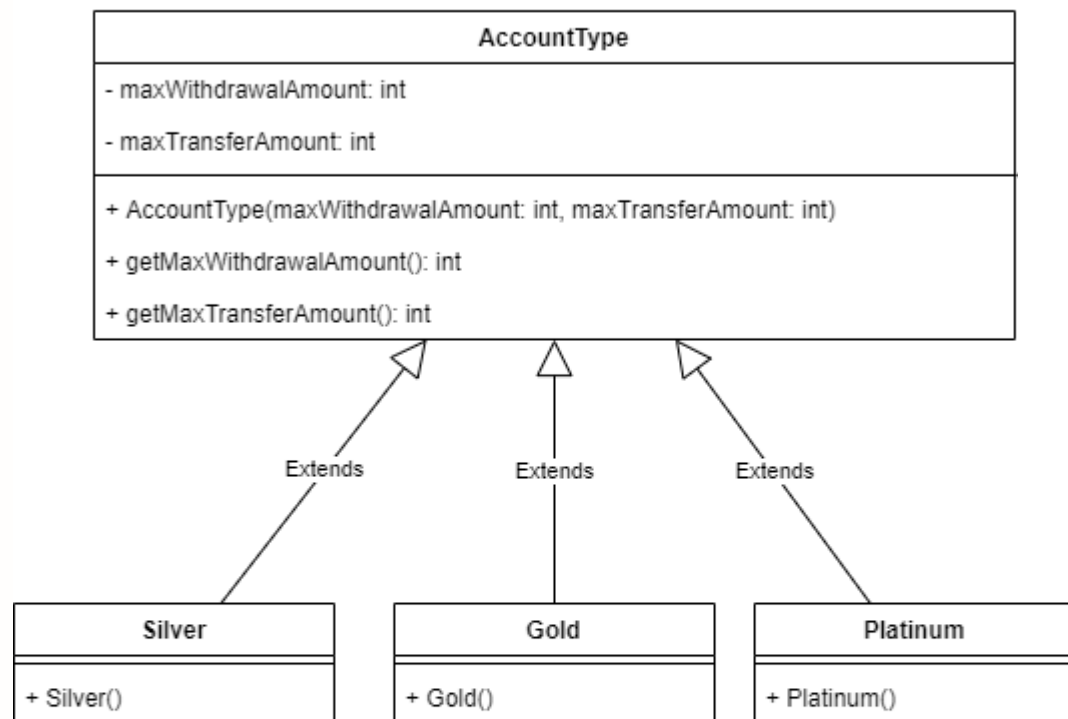 AccountType
- maxWithdrawalAmount: int
- maxTransferAmount: int
+ AccountType(maxWithdrawalAmount: int, maxTransferAmount: int)
+ getMaxWithdrawalAmount(): int
+ getMaxTransferAmount(): int
Extends
Extends
Extends
Silver
Gold
Platinum
+ Silver()
+ Gold()
+ Platinum()